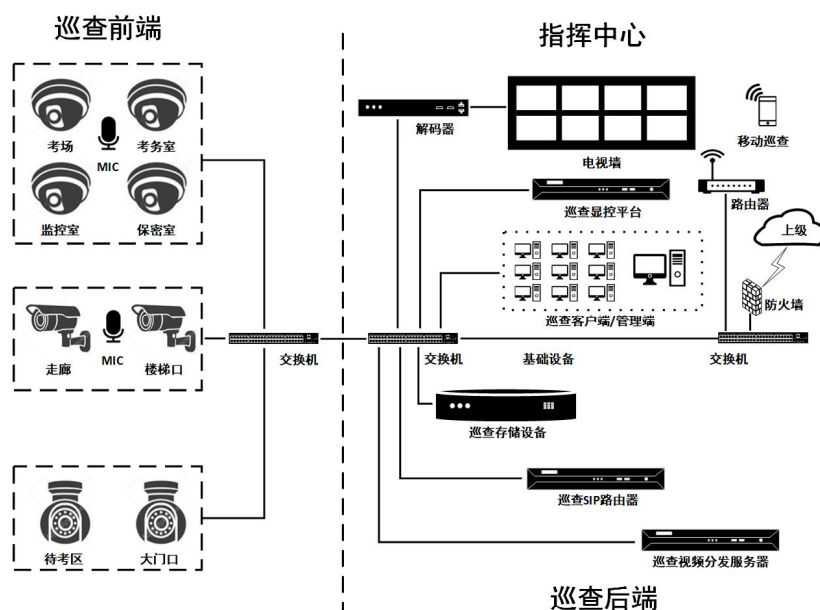 巡查前端
指挥中心
考场
MIC
考务室
监控室
保密室
走廊
MIC
楼梯口
待考区
大门口
交换机
解码器
电视墙
移动巡查
巡查显控平台
路由器
上级
防火墙
巡查客户端/管理端
交换机
基础设备
交换机
巡查存储设备
巡查SIP路由器
巡查视频分发服务器
巡查后端